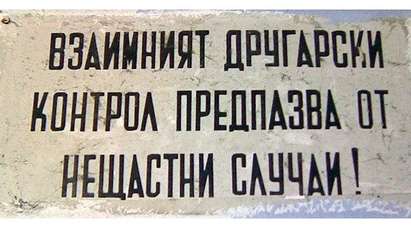 ВЗАИМНИЯТ ДРУГАРСКИ
КОНТРОЛ ПРЕДПАЗВА ОТ
НЕЩАСТНИ СЛУЧАИ!